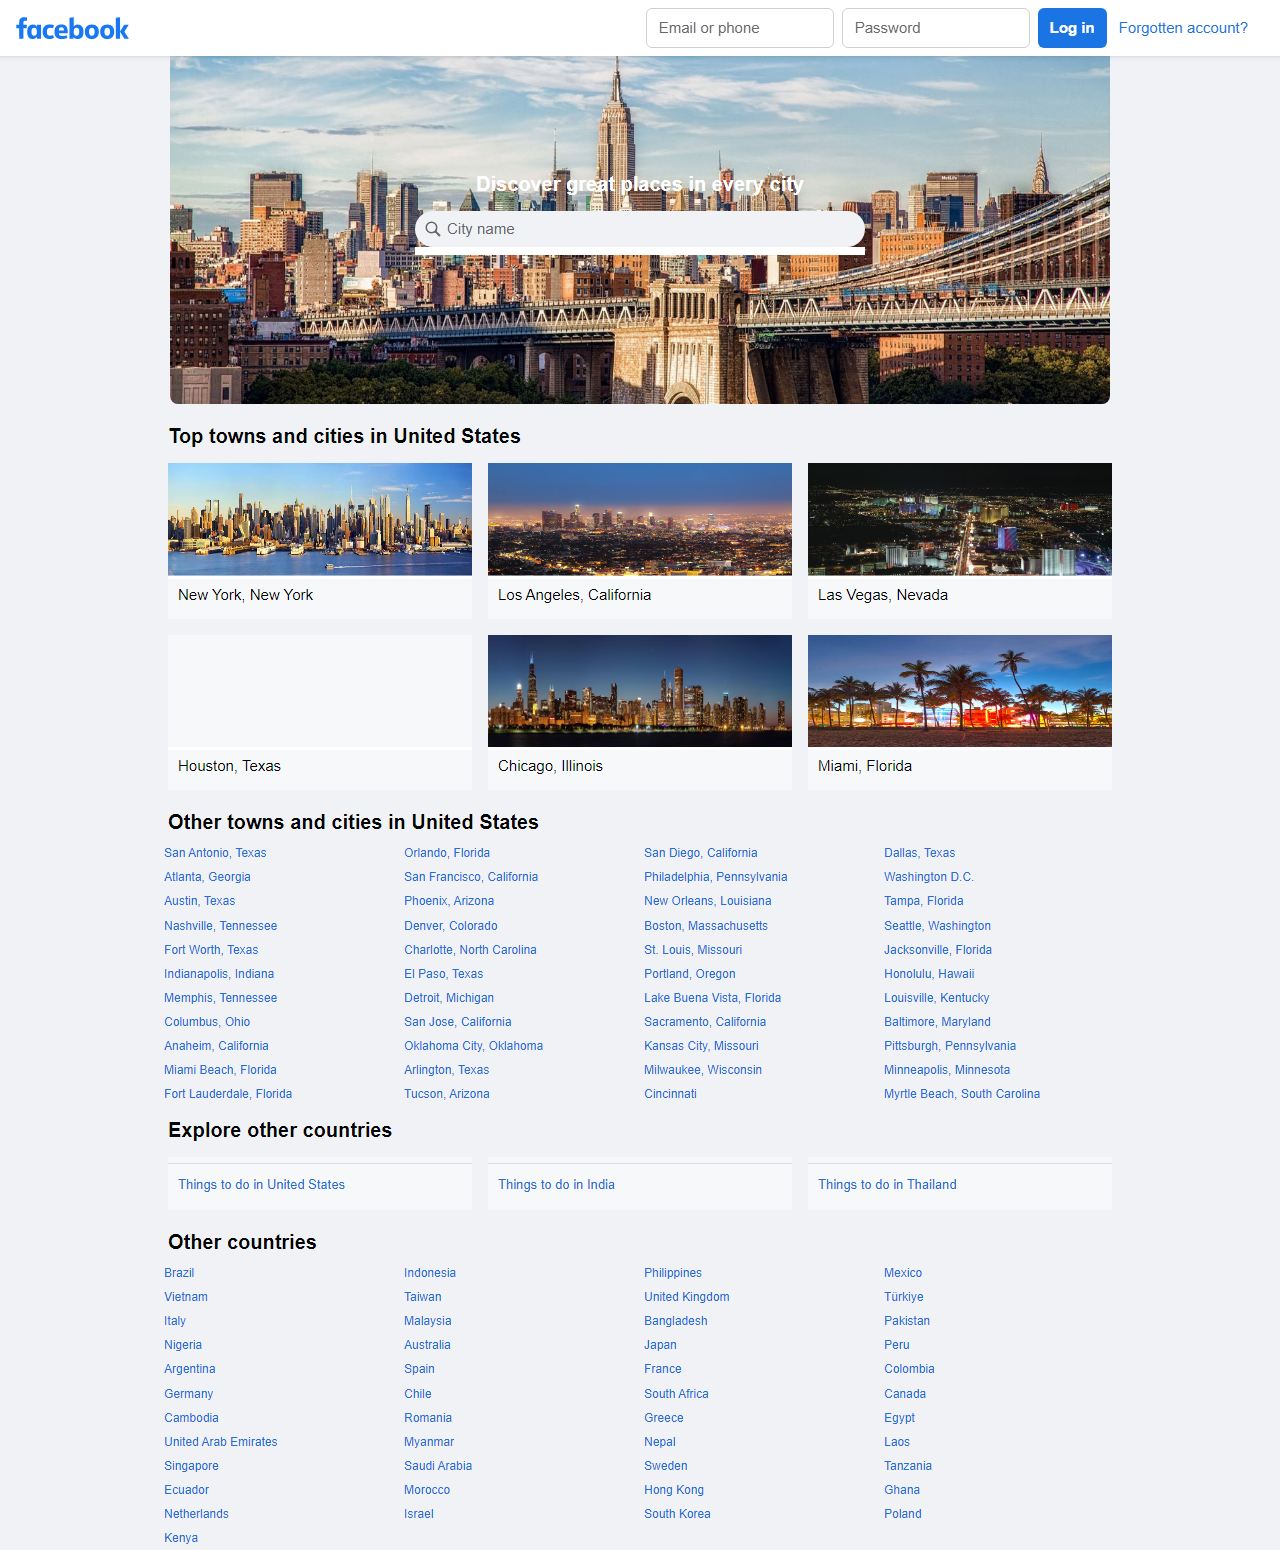 facebook
Email or phone
Password
Log in
Forgotten account?
Discover great places in every city
City name
Top towns and cities in United States
New York, New York
Los Angeles, California
Las Vegas, Nevada
Houston, Texas
Chicago, Illinois
Miami, Florida
Other towns and cities in United States
San Antonio, Texas
Orlando, Florida
San Diego, California
Dallas, Texas
Atlanta, Georgia
San Francisco, California
Philadelphia, Pennsylvania
Washington D.C.
Austin, Texas
Phoenix, Arizona
New Orleans, Louisiana
Tampa, Florida
Nashville, Tennessee
Denver, Colorado
Boston, Massachusetts
Seattle, Washington
Fort Worth, Texas
Charlotte, North Carolina
St. Louis, Missouri
Jacksonville, Florida
Indianapolis, Indiana
El Paso, Texas
Portland, Oregon
Honolulu, Hawaii
Memphis, Tennessee
Detroit, Michigan
Lake Buena Vista, Florida
Louisville, Kentucky
Columbus, Ohio
San Jose, California
Sacramento, California
Baltimore, Maryland
Anaheim, California
Oklahoma City, Oklahoma
Kansas City, Missouri
Pittsburgh, Pennsylvania
Miami Beach, Florida
Arlington, Texas
Milwaukee, Wisconsin
Minneapolis, Minnesota
Fort Lauderdale, Florida
Tucson, Arizona
Cincinnati
Myrtle Beach, South Carolina
Explore other countries
Things to do in United States
Things to do in India
Things to do in Thailand
Other countries
Brazil
Indonesia
Philippines
Mexico
Vietnam
Taiwan
United Kingdom
Türkiye
Italy
Malaysia
Bangladesh
Pakistan
Nigeria
Australia
Japan
Peru
Argentina
Spain
France
Colombia
Germany
Chile
South Africa
Canada
Cambodia
Romania
Greece
Egypt
United Arab Emirates
Myanmar
Nepal
Laos
Singapore
Saudi Arabia
Sweden
Tanzania
Ecuador
Morocco
Hong Kong
Ghana
Netherlands
Israel
South Korea
Poland
Kenya